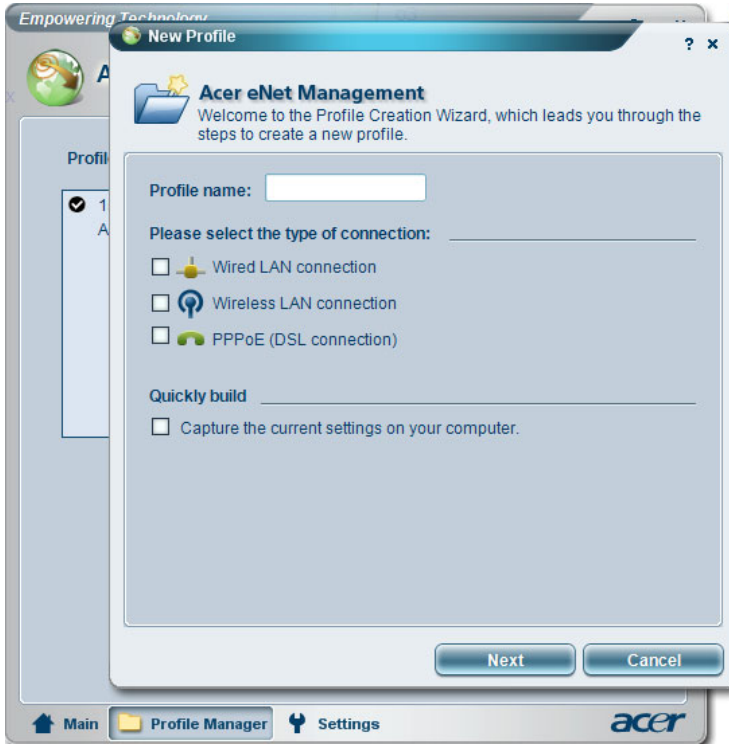 Empowering Technology
New Profile
? x
A
Acer eNet Management
Welcome to the Profile Creation Wizard, which leads you through the
steps to create a new profile.
Profil
1
A
Profile name:
Please select the type of connection:
Wired LAN connection
Wireless LAN connection
PPPoE (DSL connection)
Quickly build
Capture the current settings on your computer.
Next
Cancel
Main
Profile Manager
Settings
acer